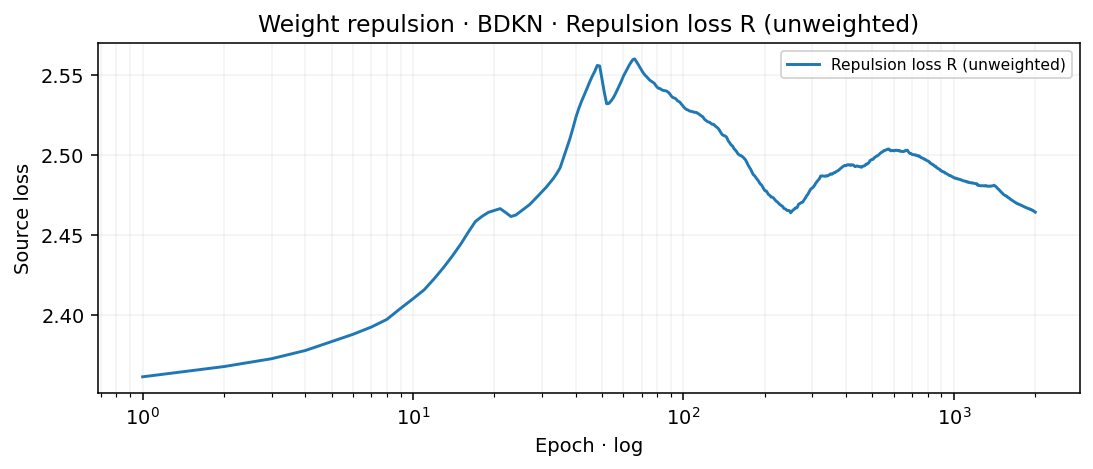 Weight repulsion · BDKN · Repulsion loss R (unweighted)
Repulsion loss R (unweighted)
Source loss
2.55
2.50
2.45
2.40
10⁰ 10¹ 10² 10³
Epoch · log